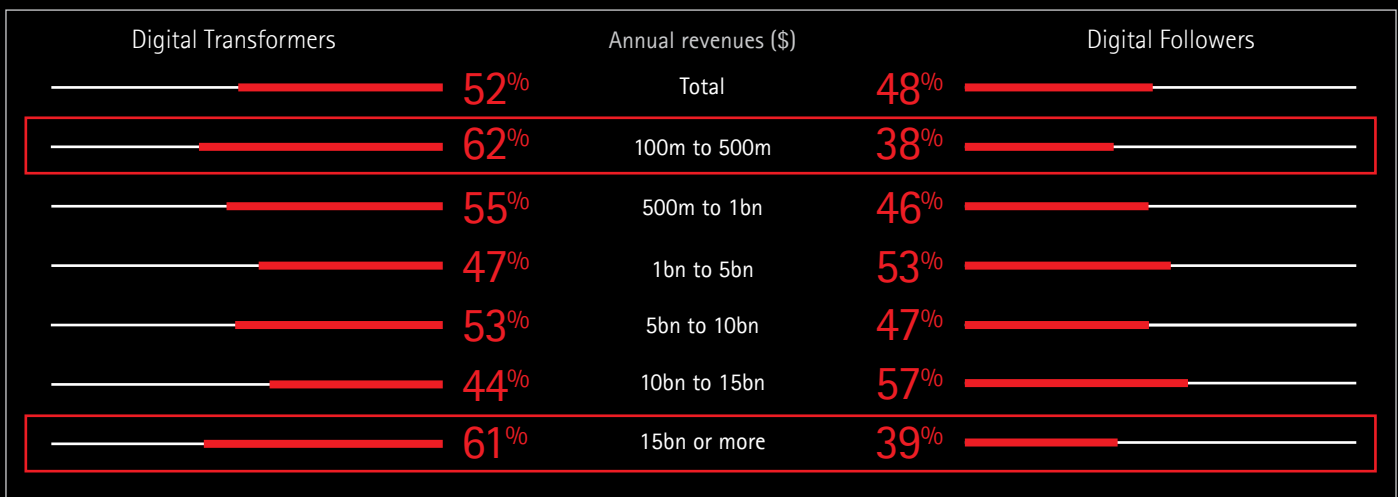 Digital Transformers Annual revenues ($) Digital Followers
52% Total 48%
62% 100m to 500m 38%
55% 500m to 1bn 46%
47% 1bn to 5bn 53%
53% 5bn to 10bn 47%
44% 10bn to 15bn 57%
61% 15bn or more 39%